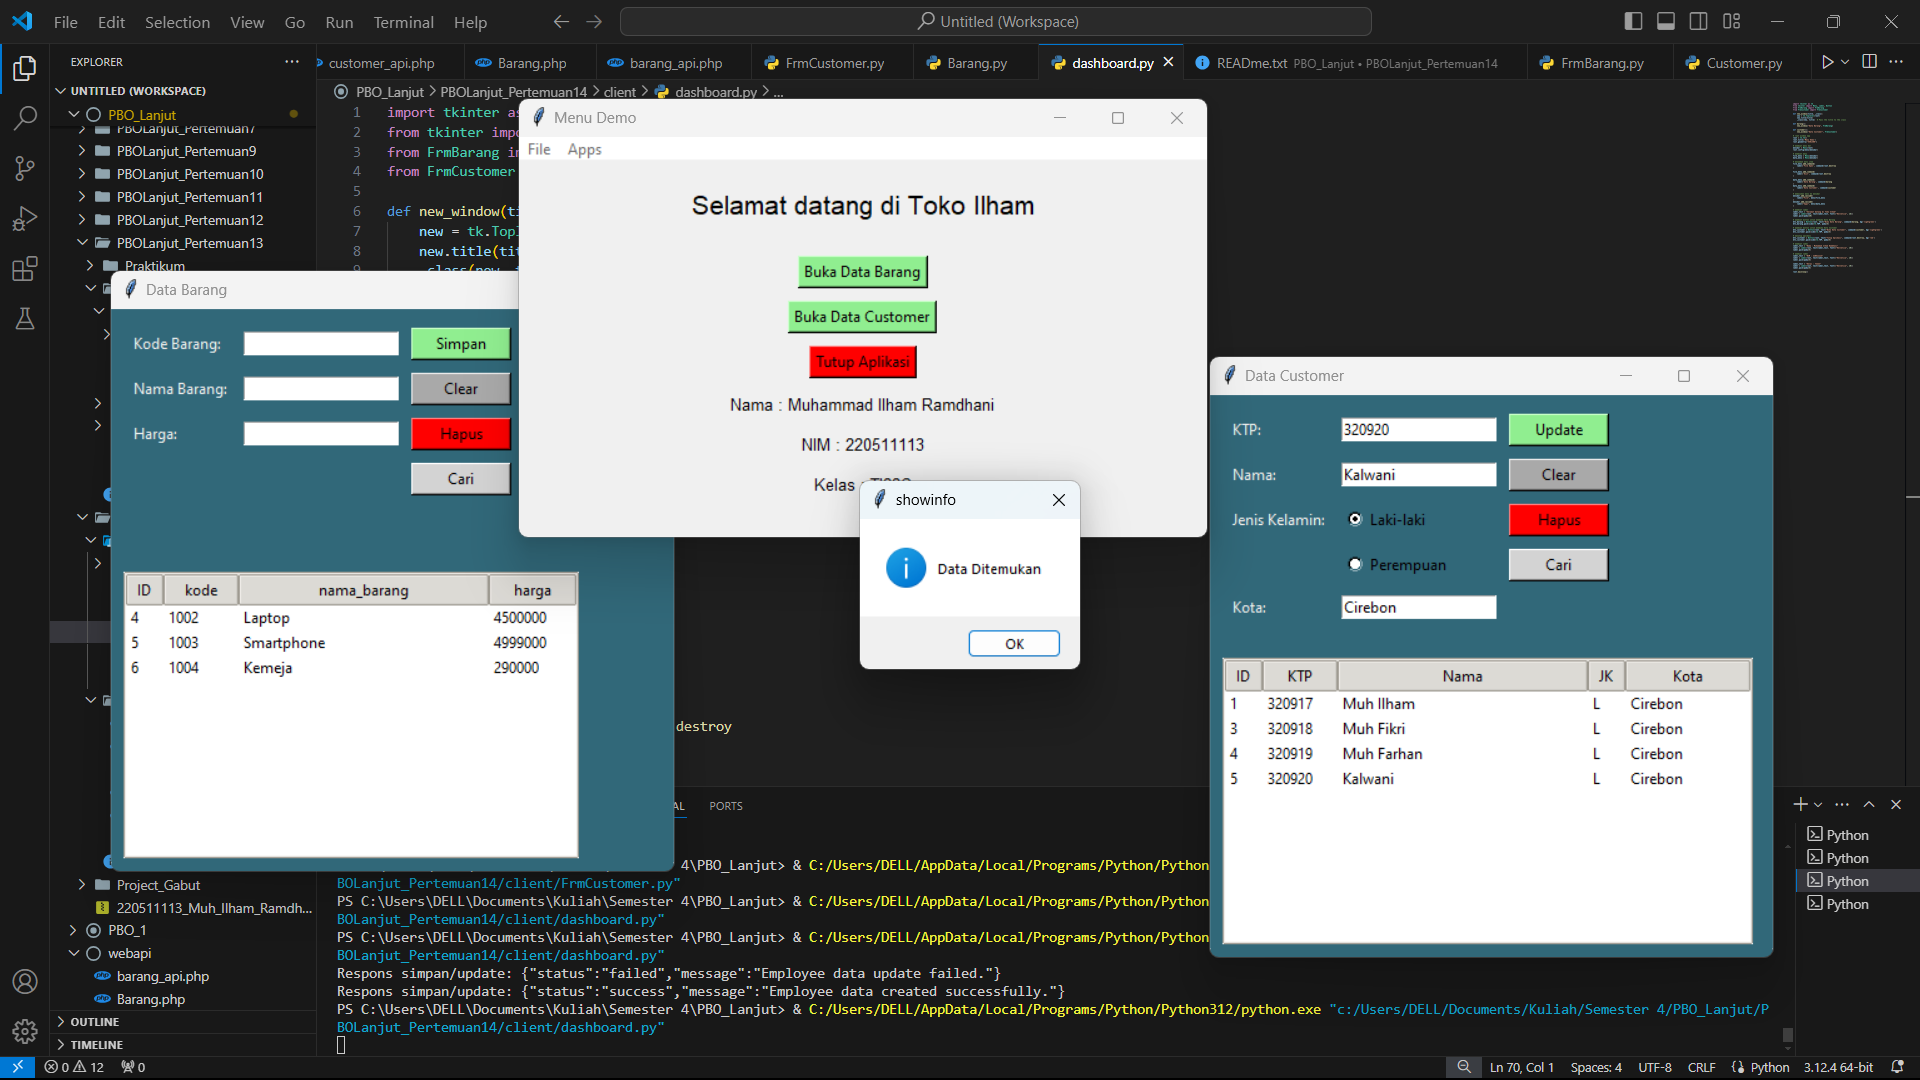 File Edit Selection View Go Run Terminal Help
Untitled (Workspace)
EXPLORER
customer_api.php Barang.php barang_api.php FrmCustomer.py Barang.py dashboard.py READme.txt PBO_Lanjut • PBOLanjut_Pertemuan14 FrmBarang.py Customer.py
UNTITLED (WORKSPACE)
PBO_Lanjut > PBOLanjut_Pertemuan14 > client > dashboard.py > ...
PBO_Lanjut
PBOLanjut_Pertemuan7
PBOLanjut_Pertemuan9
PBOLanjut_Pertemuan10
PBOLanjut_Pertemuan11
PBOLanjut_Pertemuan12
PBOLanjut_Pertemuan13
Praktikum
1 import tkinter as
2 from tkinter impo
3 from FrmBarang im
4 from FrmCustomer
5
6 def new_window(ti
7 new = tk.Topl
8 new.title(tit
9 class(new,
Menu Demo
File Apps
Selamat datang di Toko Ilham
Buka Data Barang
Buka Data Customer
Tutup Aplikasi
Nama : Muhammad Ilham Ramdhani
NIM : 220511113
Kelas :
showinfo
Data Ditemukan
OK
Data Barang
Kode Barang: Simpan
Nama Barang: Clear
Harga: Hapus
Cari
ID kode nama_barang harga
4 1002 Laptop 4500000
5 1003 Smartphone 4999000
6 1004 Kemeja 290000
Data Customer
KTP: 320920 Update
Nama: Kalwani Clear
Jenis Kelamin: Laki-laki Hapus
Perempuan Cari
Kota: Cirebon
ID KTP Nama JK Kota
1 320917 Muh Ilham L Cirebon
3 320918 Muh Fikri L Cirebon
4 320919 Muh Farhan L Cirebon
5 320920 Kalwani L Cirebon
destroy
AL PORTS
4\PBO_Lanjut> & C:/Users/DELL/AppData/Local/Programs/Python/Python
BOLanjut_Pertemuan14/client/FrmCustomer.py"
PS C:\Users\DELL\Documents\Kuliah\Semester 4\PBO_Lanjut> & C:/Users/DELL/AppData/Local/Programs/Python/Python
BOLanjut_Pertemuan14/client/dashboard.py"
PS C:\Users\DELL\Documents\Kuliah\Semester 4\PBO_Lanjut> & C:/Users/DELL/AppData/Local/Programs/Python/Python
BOLanjut_Pertemuan14/client/dashboard.py"
Respons simpan/update: {"status":"failed","message":"Employee data update failed."}
Respons simpan/update: {"status":"success","message":"Employee data created successfully."}
PS C:\Users\DELL\Documents\Kuliah\Semester 4\PBO_Lanjut> & C:/Users/DELL/AppData/Local/Programs/Python/Python312/python.exe "c:/Users/DELL/Documents/Kuliah/Semester 4/PBO_Lanjut/P
BOLanjut_Pertemuan14/client/dashboard.py"
Python
Python
Python
Python
Project_Gabut
220511113_Muh_Ilham_Ramdh...
PBO_1
webapi
barang_api.php
Barang.php
OUTLINE
TIMELINE
0 12 0
Ln 70, Col 1 Spaces: 4 UTF-8 CRLF Python 3.12.4 64-bit